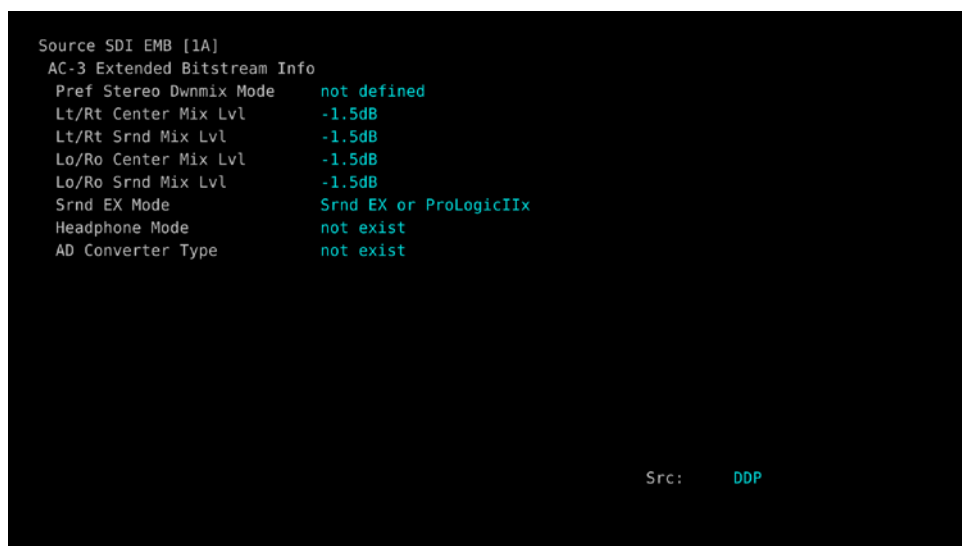 Source SDI EMB [1A]
AC-3 Extended Bitstream Info
Pref Stereo Dwnmix Mode not defined
Lt/Rt Center Mix Lvl -1.5dB
Lt/Rt Srnd Mix Lvl -1.5dB
Lo/Ro Center Mix Lvl -1.5dB
Lo/Ro Srnd Mix Lvl -1.5dB
Srnd EX Mode Srnd EX or ProLogicIIx
Headphone Mode not exist
AD Converter Type not exist
Src: DDP